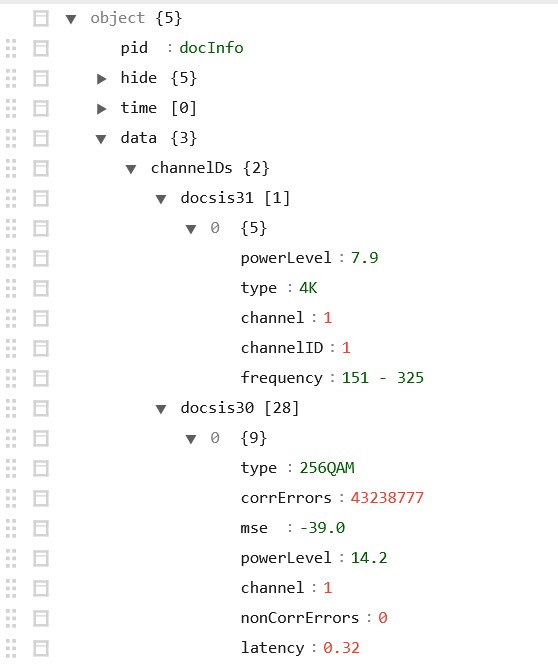 object {5}
pid : docInfo
hide {5}
time [0]
data {3}
channelDs {2}
docsis31 [1]
0 {5}
powerLevel : 7.9
type : 4K
channel : 1
channelID : 1
frequency : 151 - 325
docsis30 [28]
0 {9}
type : 256QAM
corrErrors : 43238777
mse : -39.0
powerLevel : 14.2
channel : 1
nonCorrErrors : 0
latency : 0.32